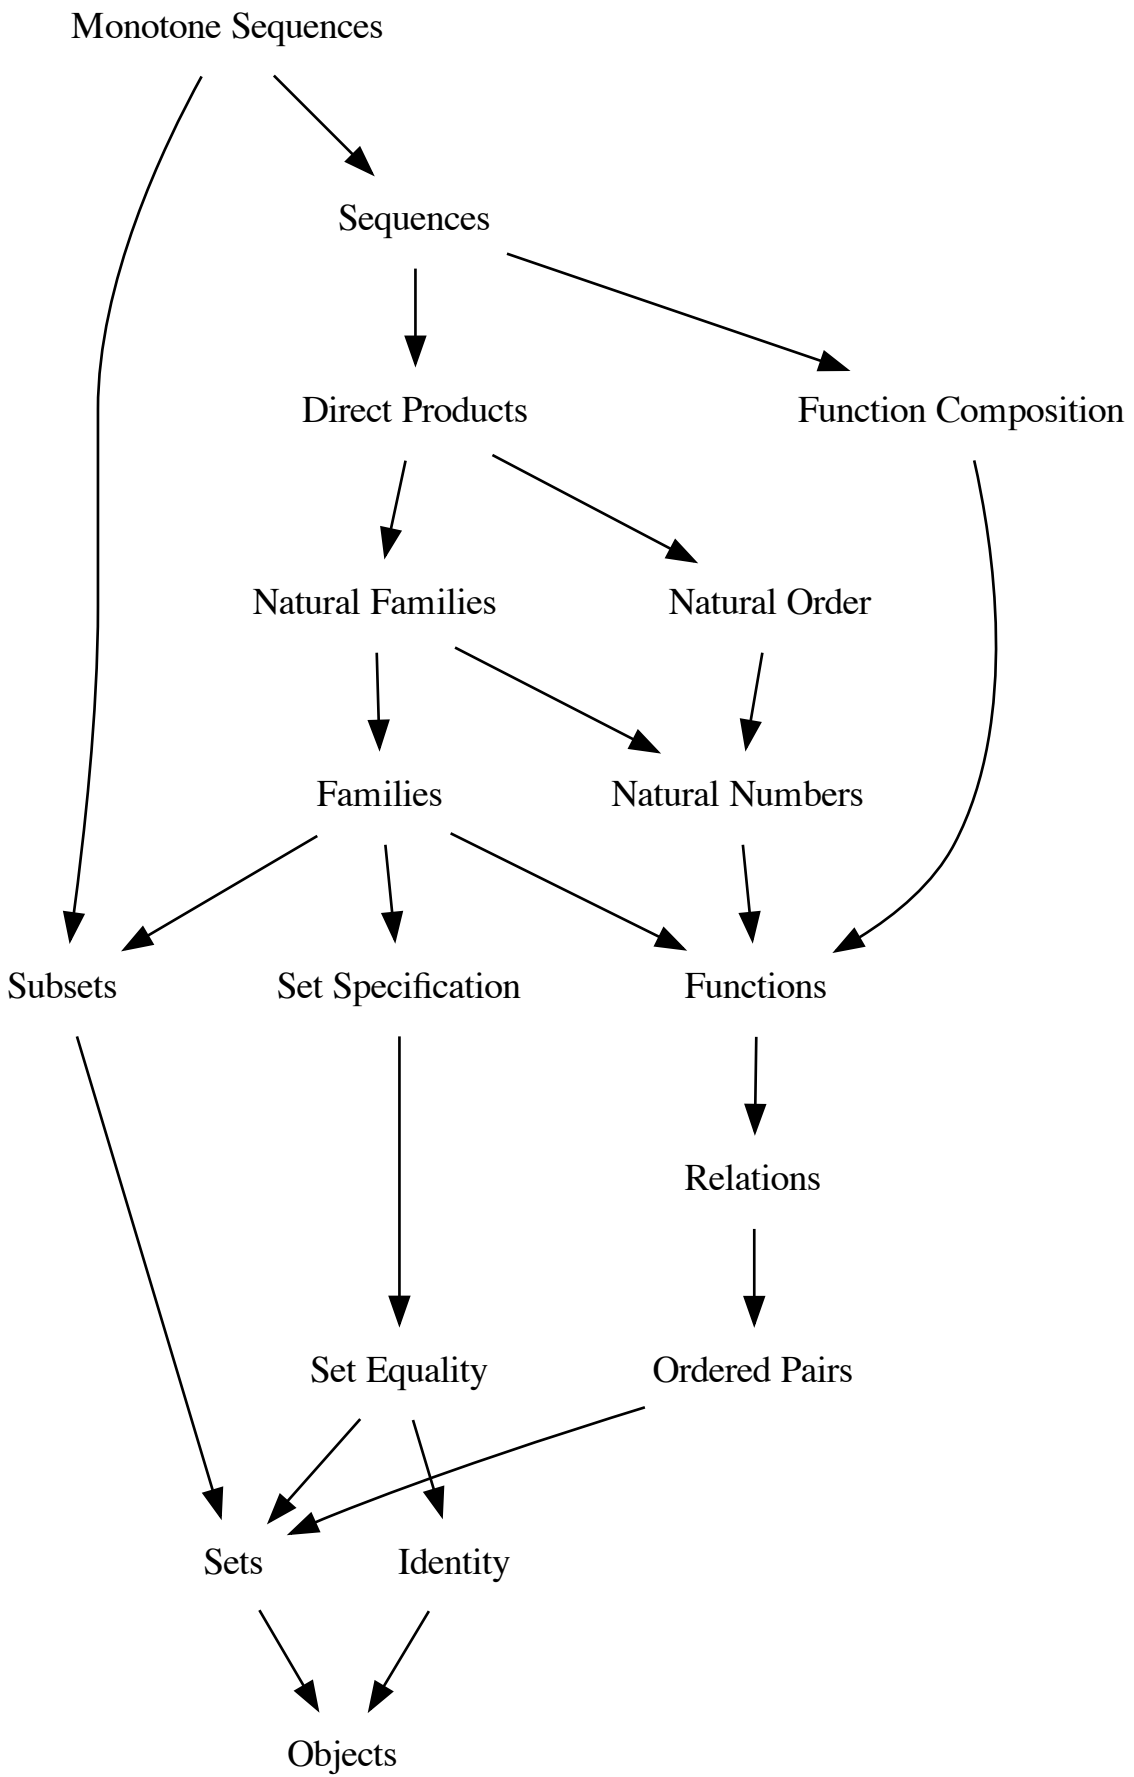 Monotone Sequences
Sequences
Direct Products
Function Composition
Natural Families
Natural Order
Families
Natural Numbers
Subsets
Set Specification
Functions
Relations
Set Equality
Ordered Pairs
Sets
Identity
Objects